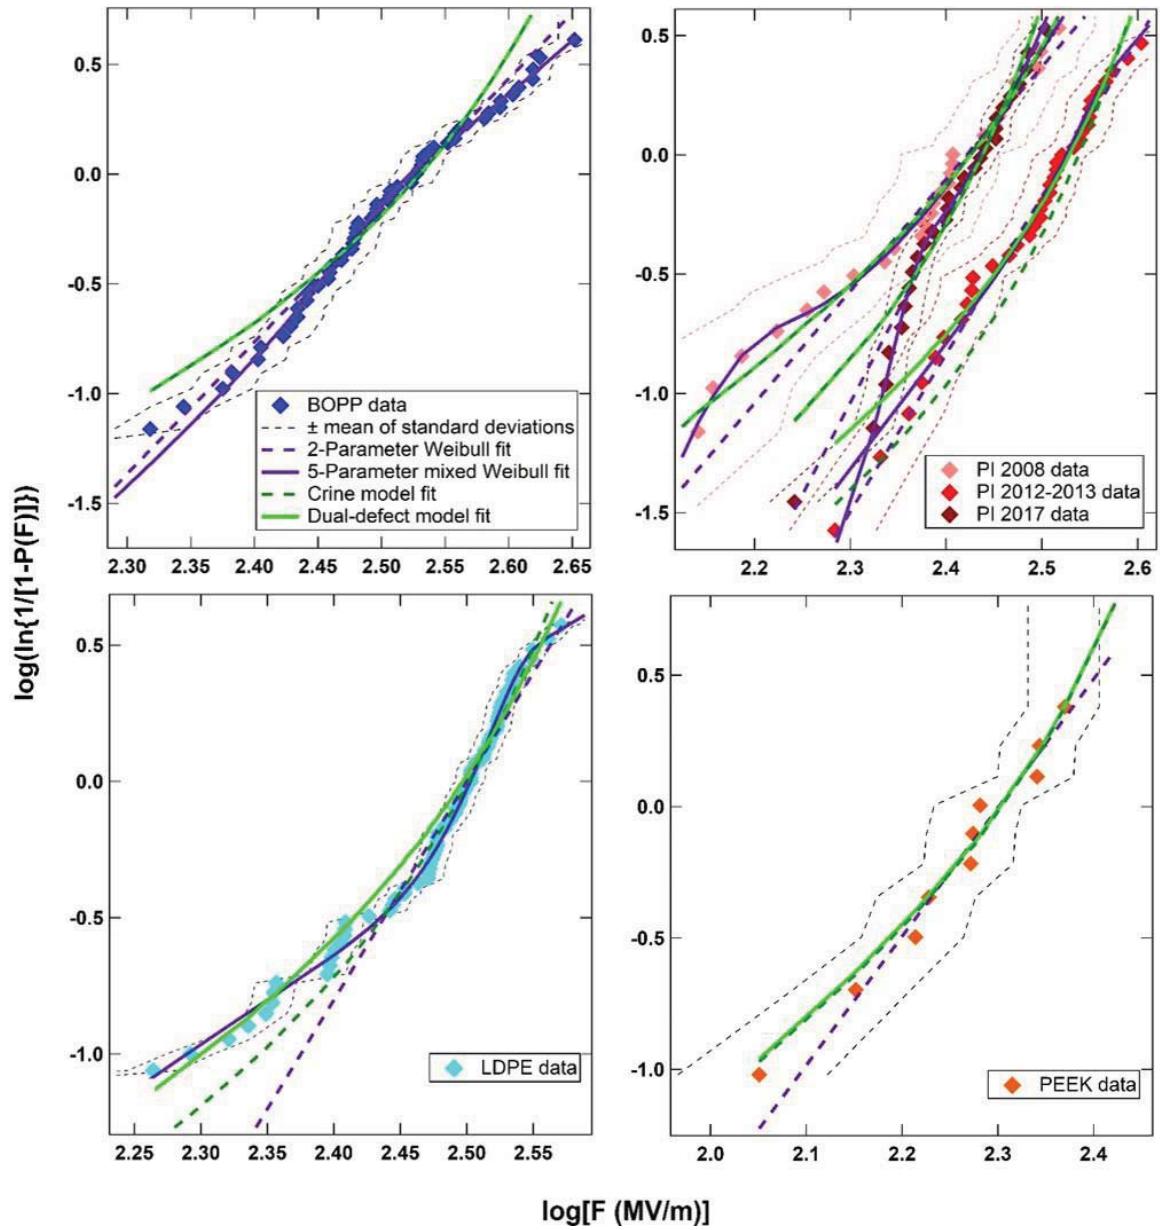 log(ln{1/[1-P(F)]})
0.5
0.0
-0.5
-1.0
-1.5
2.30 2.35 2.40 2.45 2.50 2.55 2.60 2.65
BOPP data
± mean of standard deviations
2-Parameter Weibull fit
5-Parameter mixed Weibull fit
Crine model fit
Dual-defect model fit
0.5
0.0
-0.5
-1.0
-1.5
2.2 2.3 2.4 2.5 2.6
PI 2008 data
PI 2012-2013 data
PI 2017 data
0.5
0.0
-0.5
-1.0
2.25 2.30 2.35 2.40 2.45 2.50 2.55
LDPE data
0.5
0.0
-0.5
-1.0
2.0 2.1 2.2 2.3 2.4
PEEK data
log[F (MV/m)]